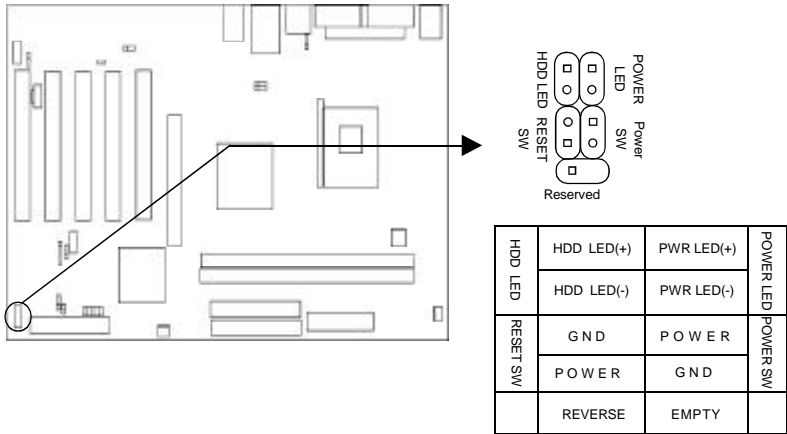 HDD LED
POWER LED
RESET SW
Power SW
Reserved
HDD LED
HDD LED(+)
PWR LED(+)
POWER LED
HDD LED(-)
PWR LED(-)
RESET SW
GND
POWER
POWER SW
POWER
GND
REVERSE
EMPTY